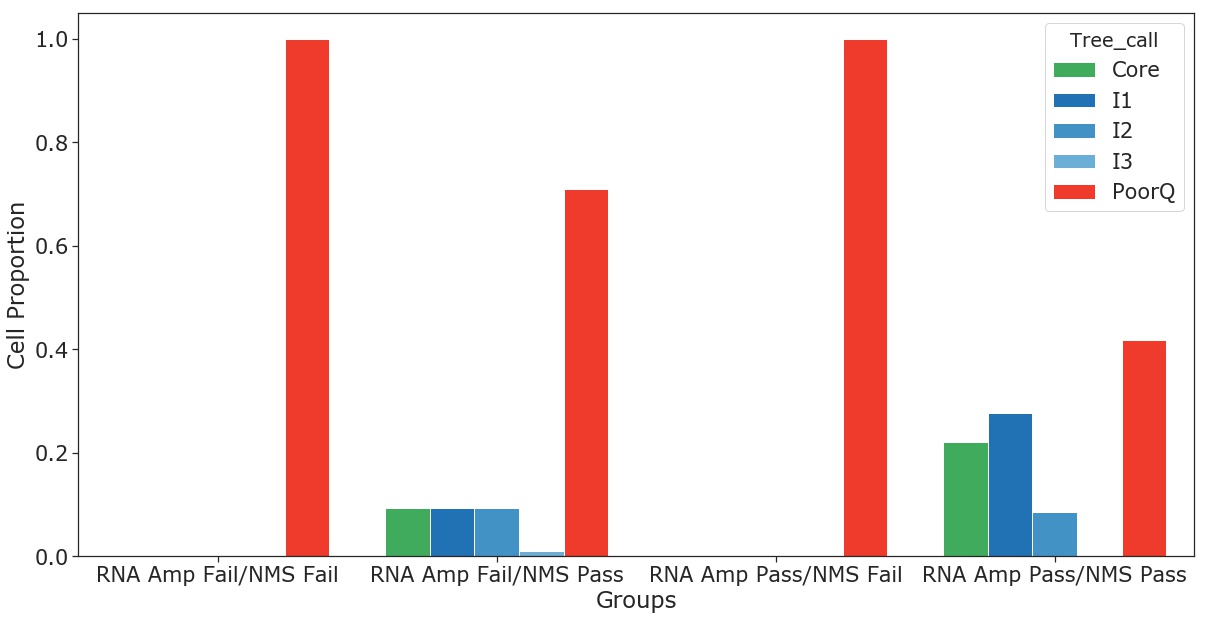 1.0
0.8
0.6
0.4
0.2
0.0
Cell Proportion
Tree_call
Core
I1
I2
I3
PoorQ
RNA Amp Fail/NMS Fail
RNA Amp Fail/NMS Pass
RNA Amp Pass/NMS Fail
RNA Amp Pass/NMS Pass
Groups